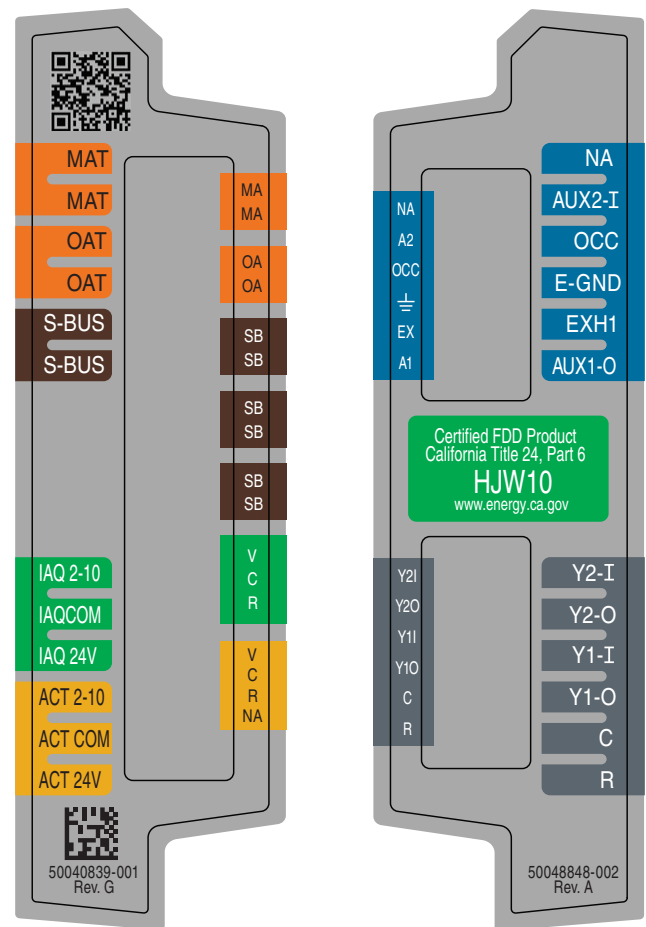 MAT
MAT
OAT
OAT
S-BUS
S-BUS
IAQ 2-10
IAQCOM
IAQ 24V
ACT 2-10
ACT COM
ACT 24V
MA
MA
OA
OA
SB
SB
SB
SB
SB
SB
V
C
R
V
C
R
NA
50040839-001
Rev. G
NA
A2
OCC
EX
A1
NA
AUX2-I
OCC
E-GND
EXH1
AUX1-O
Certified FDD Product
California Title 24, Part 6
HJW10
www.energy.ca.gov
Y2I
Y2O
Y1I
Y1O
C
R
Y2-I
Y2-O
Y1-I
Y1-O
C
R
50048848-002
Rev. A